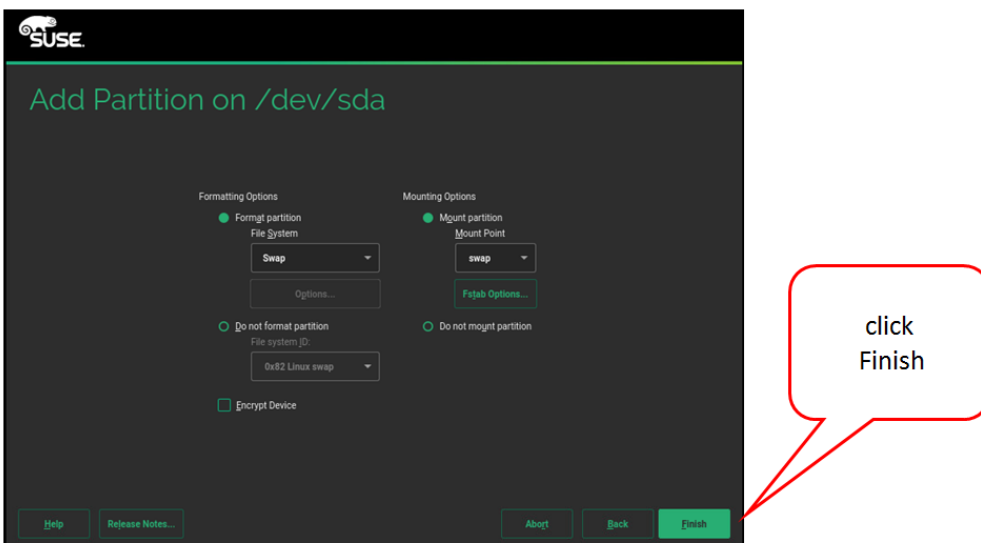 SUSE.
Add Partition on /dev/sda
Formatting Options
Format partition
File System
Swap
Options...
Do not format partition
File system ID:
0x82 Linux swap
Encrypt Device
Mounting Options
Mount partition
Mount Point
swap
Fstab Options...
Do not mount partition
click
Finish
Help
Release Notes...
Abort
Back
Finish